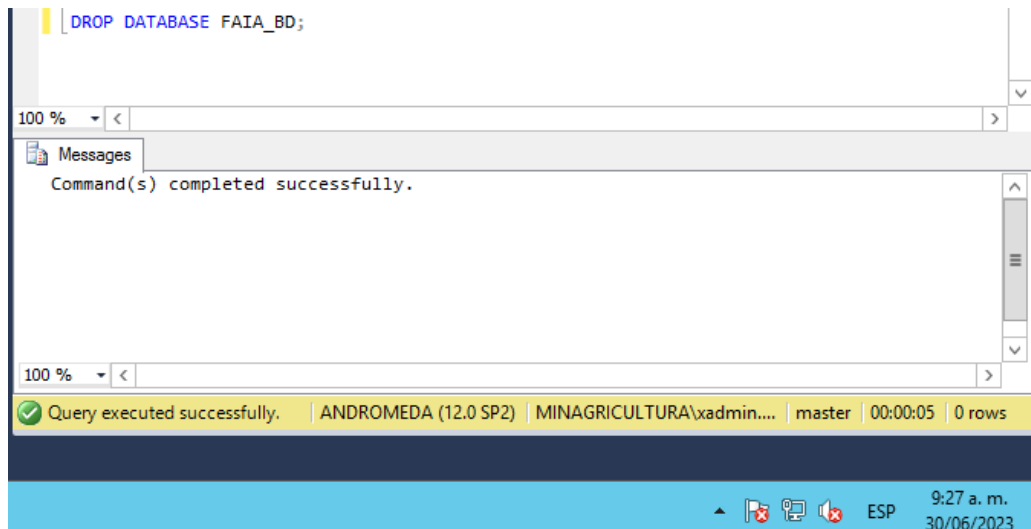 DROP DATABASE FAIA_BD;
100 %
Messages
Command(s) completed successfully.
100 %
Query executed successfully. ANDROMEDA (12.0 SP2) MINAGRICULTURA\xadmin.... master 00:00:05 0 rows
ESP 9:27 a. m.
30/06/2023